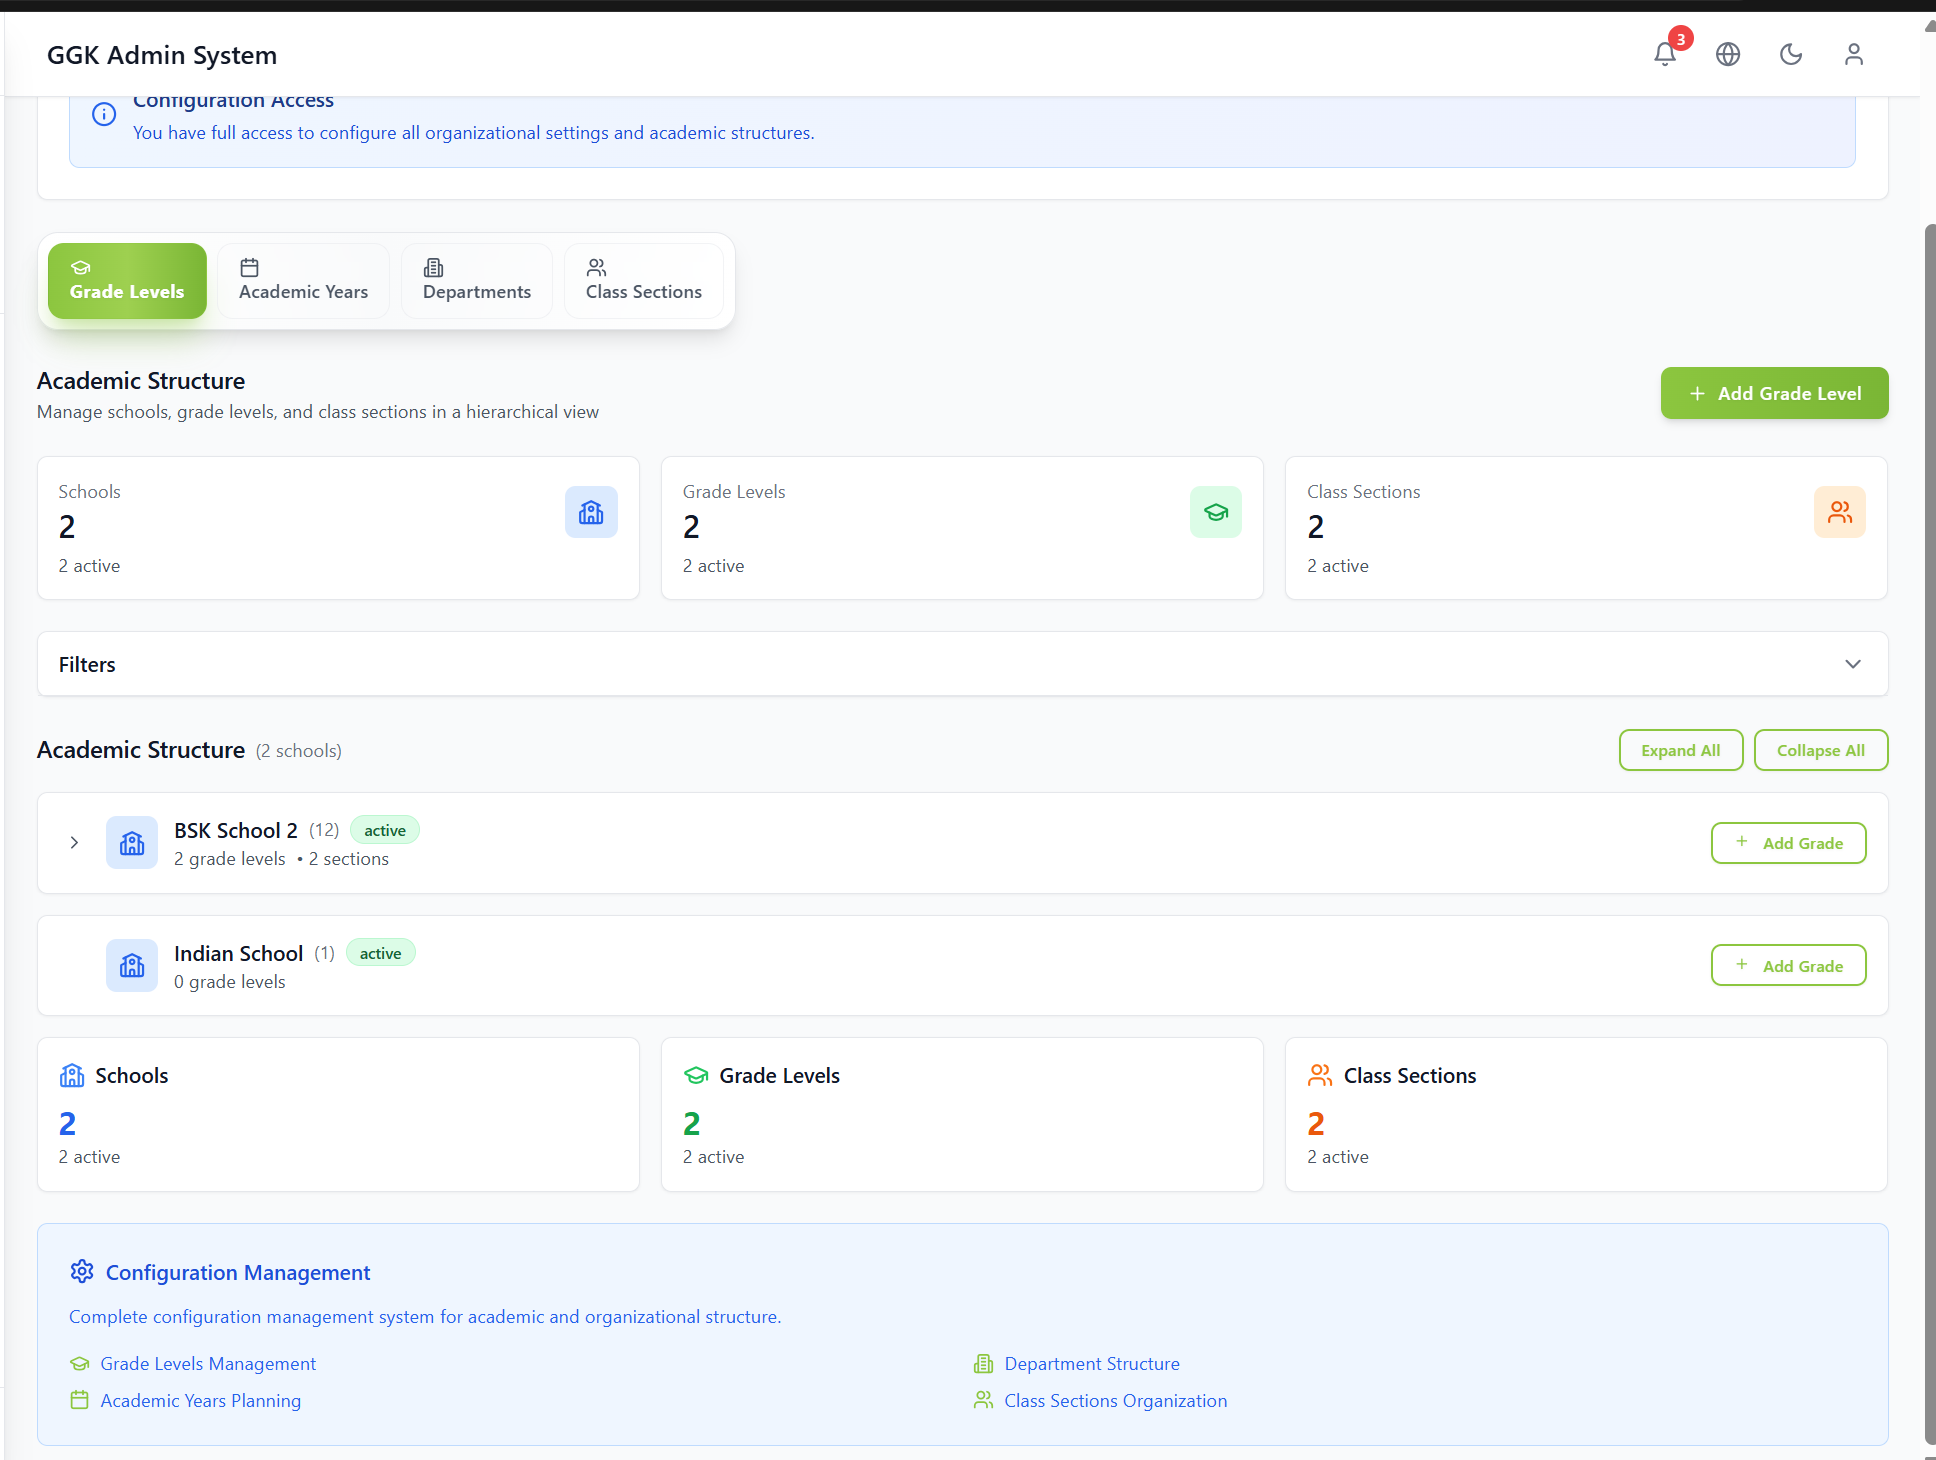 GGK Admin System
3
Configuration Access
You have full access to configure all organizational settings and academic structures.
Grade Levels
Academic Years
Departments
Class Sections
Academic Structure
Manage schools, grade levels, and class sections in a hierarchical view
+ Add Grade Level
Schools
2
2 active
Grade Levels
2
2 active
Class Sections
2
2 active
Filters
Academic Structure (2 schools)
Expand All
Collapse All
BSK School 2 (12) active
2 grade levels • 2 sections
+ Add Grade
Indian School (1) active
0 grade levels
+ Add Grade
Schools
2
2 active
Grade Levels
2
2 active
Class Sections
2
2 active
Configuration Management
Complete configuration management system for academic and organizational structure.
Grade Levels Management
Department Structure
Academic Years Planning
Class Sections Organization